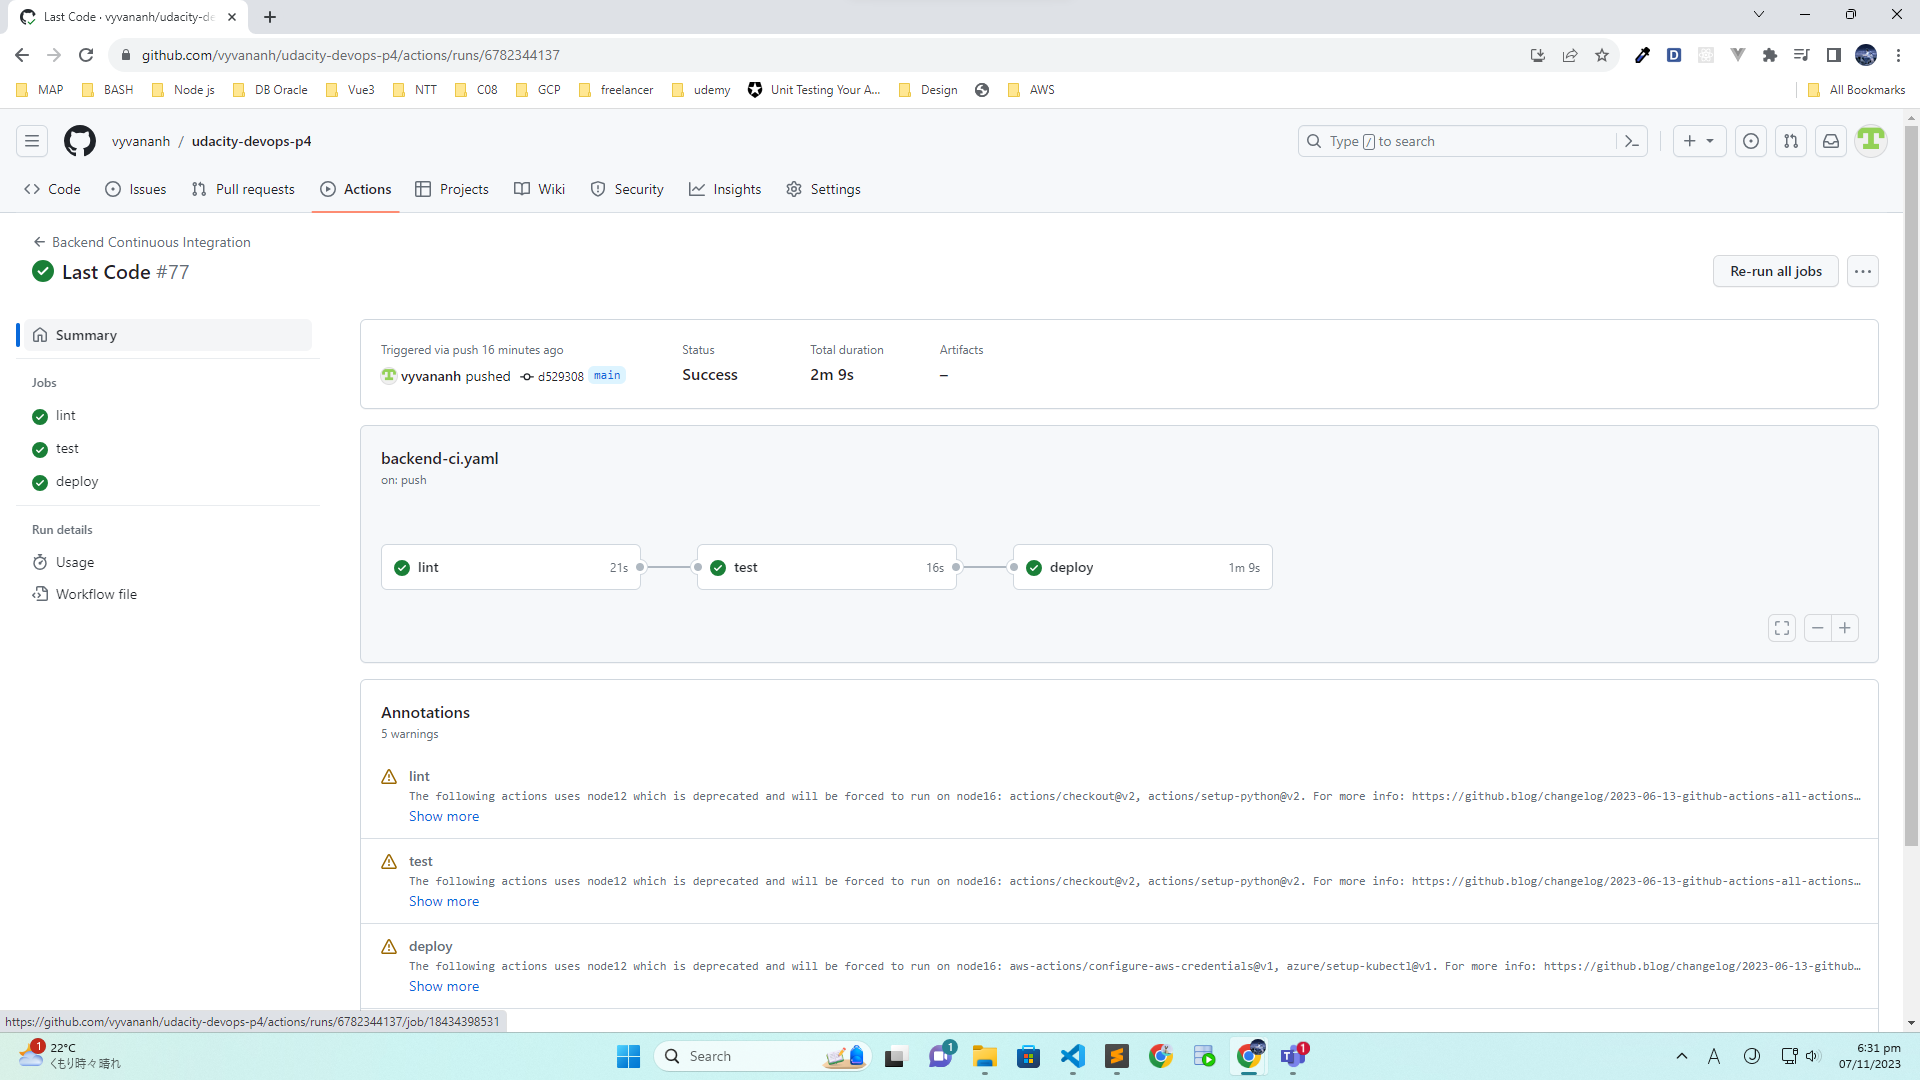 Last Code · vyvananh/udacity-de
github.com/vyvananh/udacity-devops-p4/actions/runs/6782344137
MAP BASH Node js DB Oracle Vue3 NTT C08 GCP freelancer udemy Unit Testing Your A... Design AWS All Bookmarks
vyvananh / udacity-devops-p4
Type / to search
Code Issues Pull requests Actions Projects Wiki Security Insights Settings
Backend Continuous Integration
Last Code #77
Re-run all jobs
Summary
Jobs
lint
test
deploy
Run details
Usage
Workflow file
Triggered via push 16 minutes ago
vyvananh pushed d529308 main
Status
Success
Total duration
2m 9s
Artifacts
–
backend-ci.yaml
on: push
lint 21s
test 16s
deploy 1m 9s
Annotations
5 warnings
lint
The following actions uses node12 which is deprecated and will be forced to run on node16: actions/checkout@v2, actions/setup-python@v2. For more info: https://github.blog/changelog/2023-06-13-github-actions-all-actions…
Show more
test
The following actions uses node12 which is deprecated and will be forced to run on node16: actions/checkout@v2, actions/setup-python@v2. For more info: https://github.blog/changelog/2023-06-13-github-actions-all-actions…
Show more
deploy
The following actions uses node12 which is deprecated and will be forced to run on node16: aws-actions/configure-aws-credentials@v1, azure/setup-kubectl@v1. For more info: https://github.blog/changelog/2023-06-13-github…
Show more
https://github.com/vyvananh/udacity-devops-p4/actions/runs/6782344137/job/18434398531
1
22°C
くもり時々晴れ
Search
1
1
A
6:31 pm
07/11/2023